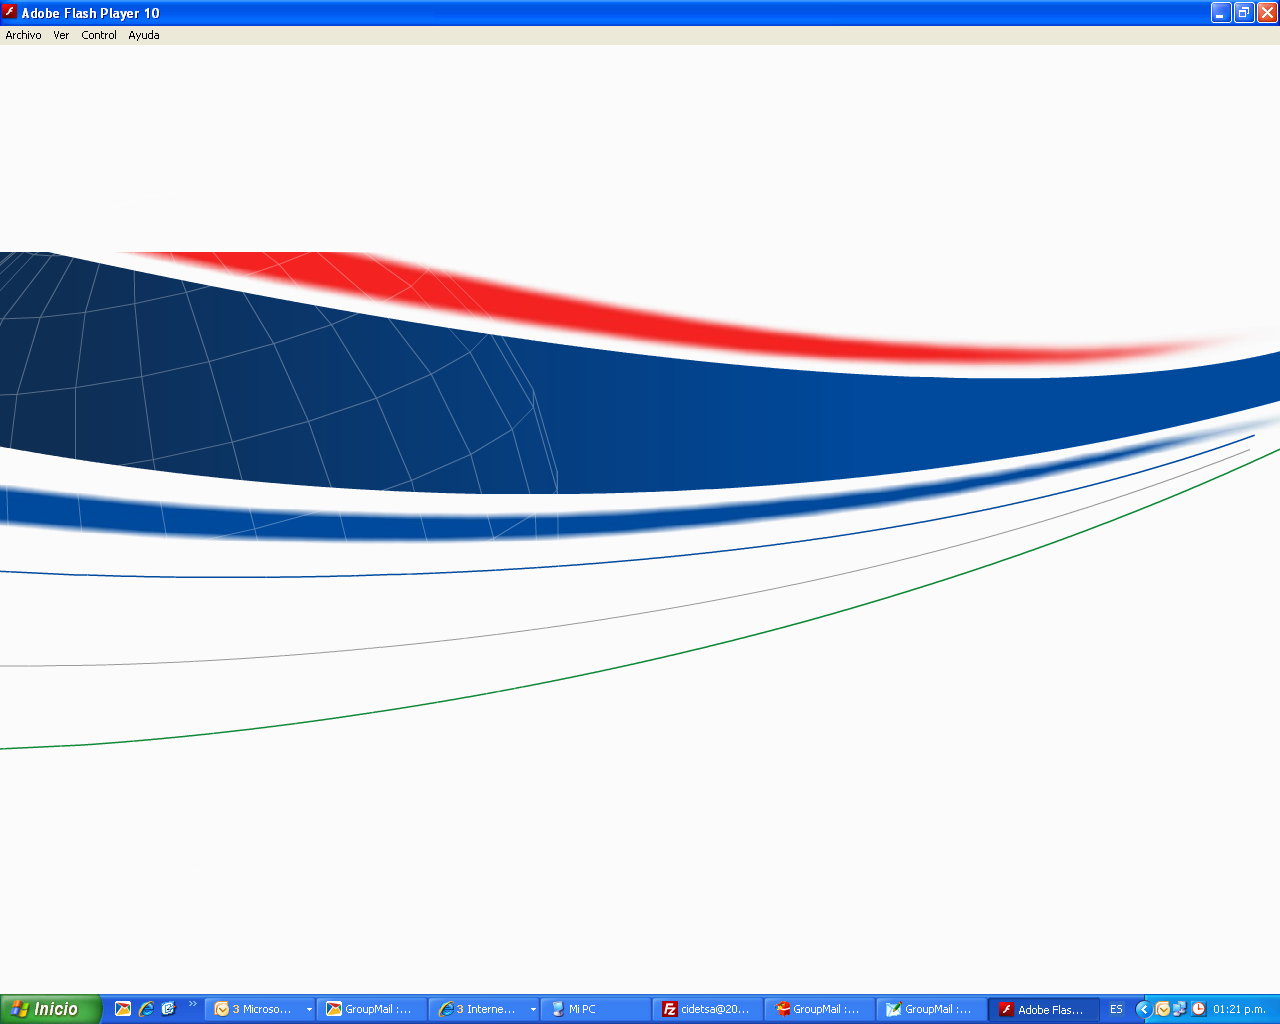 Adobe Flash Player 10
Archivo Ver Control Ayuda
Inicio 3 Microso... GroupMail :... 3 Interne... Mi PC cidetsa@20... GroupMail :... GroupMail :... Adobe Flas... ES 01:21 p.m.